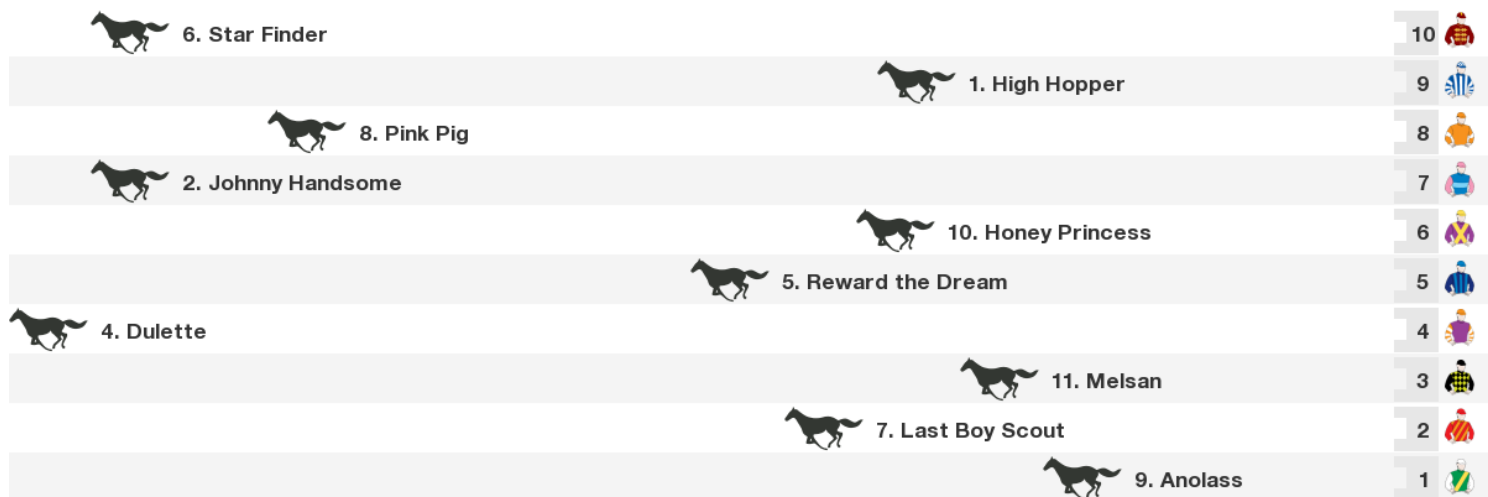 6. Star Finder 10
1. High Hopper 9
8. Pink Pig 8
2. Johnny Handsome 7
10. Honey Princess 6
5. Reward the Dream 5
4. Dulette 4
11. Melsan 3
7. Last Boy Scout 2
9. Anolass 1